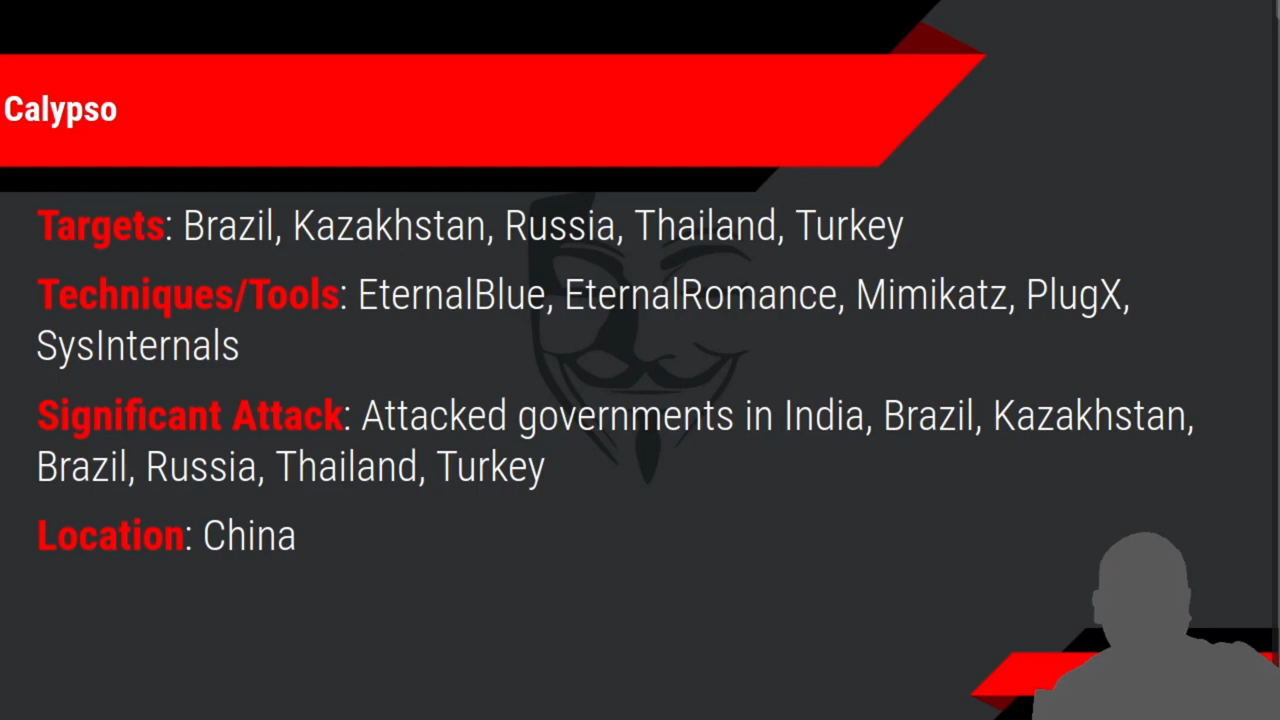 Calypso
Targets: Brazil, Kazakhstan, Russia, Thailand, Turkey
Techniques/Tools: EternalBlue, EternalRomance, Mimikatz, PlugX,
SysInternals
Significant Attack: Attacked governments in India, Brazil, Kazakhstan,
Brazil, Russia, Thailand, Turkey
Location: China